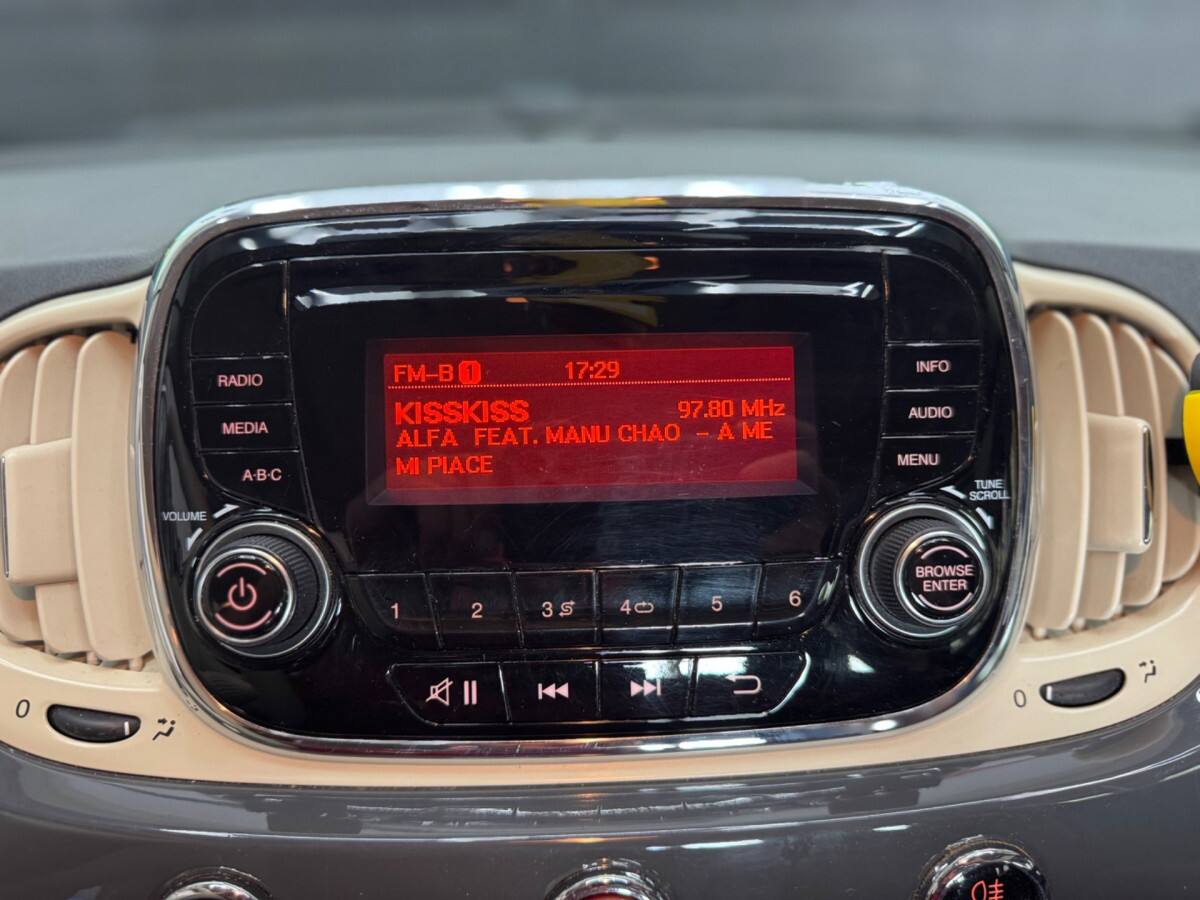 FM-B 1 17:29
KISSKISS 97.80 MHz
ALFA FEAT. MANU CHAO - A ME
MI PIACE
RADIO
MEDIA
A·B·C
VOLUME
INFO
AUDIO
MENU
TUNE
SCROLL
BROWSE
ENTER
1 2 3 4 5 6
0
0